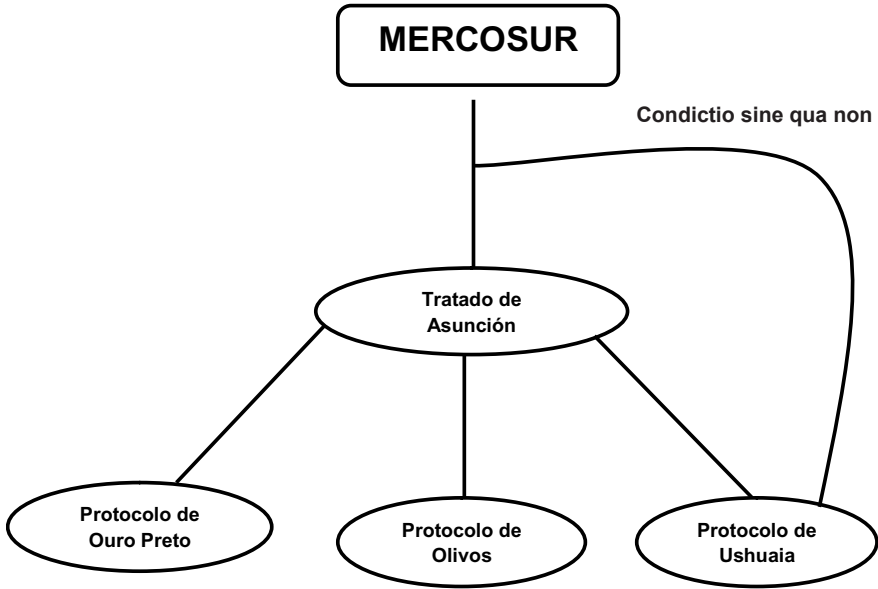 MERCOSUR
Condictio sine qua non
Tratado de
Asunción
Protocolo de
Ouro Preto
Protocolo de
Olivos
Protocolo de
Ushuaia